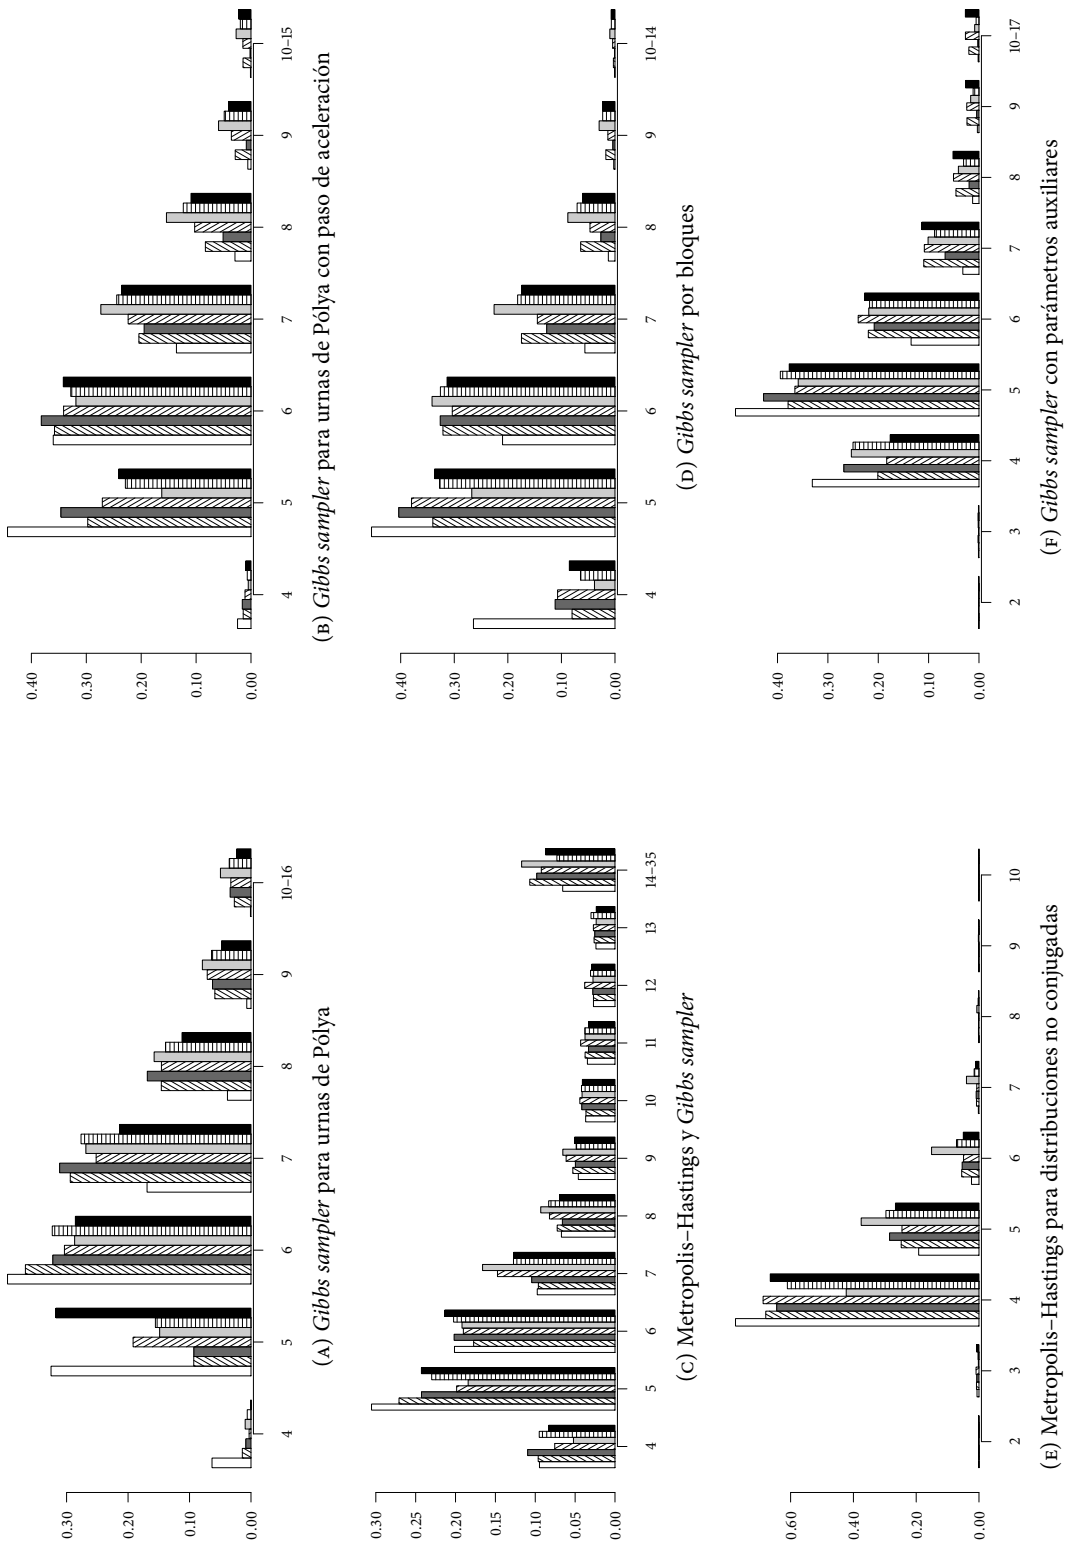 0.00 0.10 0.20 0.30
4 5 6 7 8 9 10–16
(A) Gibbs sampler para urnas de Pólya
0.00 0.10 0.20 0.30 0.40
4 5 6 7 8 9 10–15
(B) Gibbs sampler para urnas de Pólya con paso de aceleración
0.00 0.05 0.10 0.15 0.20 0.25 0.30
4 5 6 7 8 9 10 11 12 13 14–35
(C) Metropolis–Hastings y Gibbs sampler
0.00 0.10 0.20 0.30 0.40
4 5 6 7 8 9 10–14
(D) Gibbs sampler por bloques
0.00 0.20 0.40 0.60
2 3 4 5 6 7 8 9 10
(E) Metropolis–Hastings para distribuciones no conjugadas
0.00 0.10 0.20 0.30 0.40
2 3 4 5 6 7 8 9 10–17
(F) Gibbs sampler con parámetros auxiliares